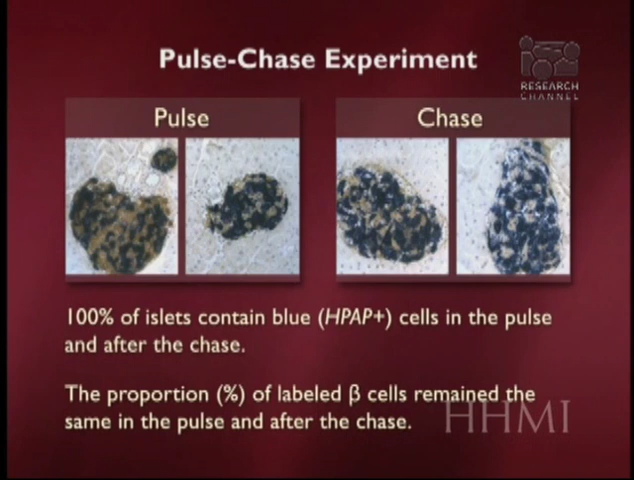 Pulse-Chase Experiment
RESEARCH
CHANNEL
Pulse
Chase
100% of islets contain blue (HPAP+) cells in the pulse
and after the chase.
The proportion (%) of labeled β cells remained the
same in the pulse and after the chase.
HHMI